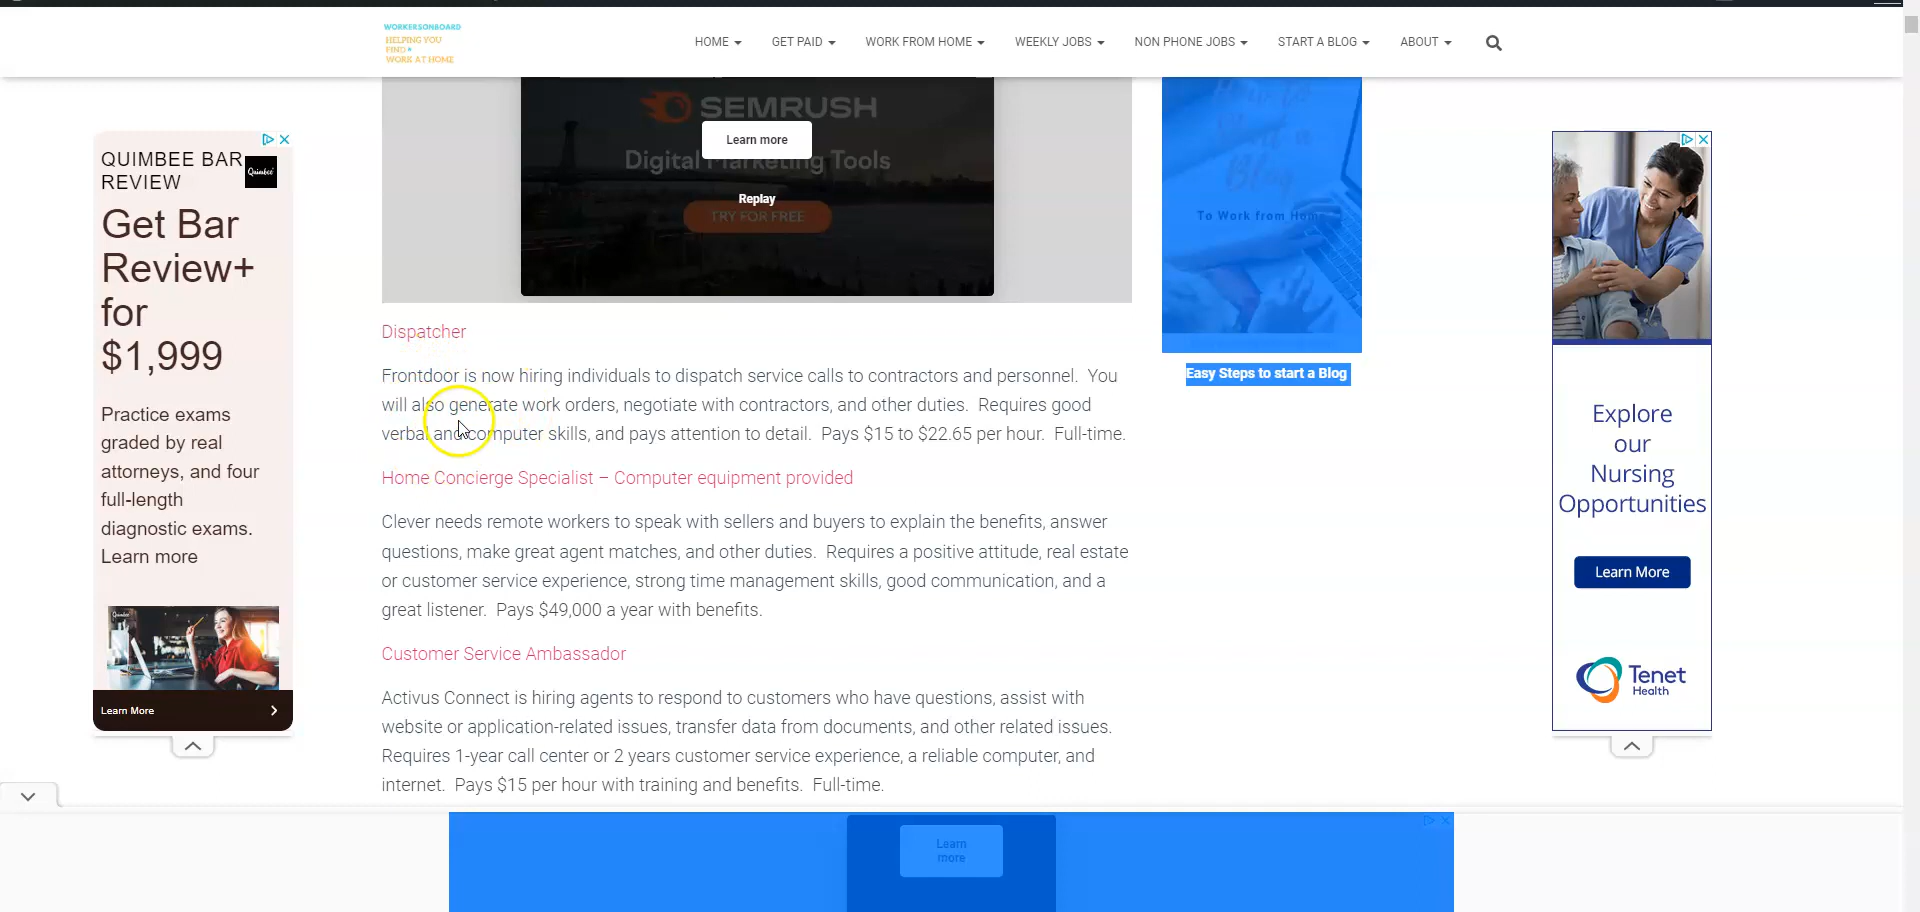 WORKERSONBOARD
HELPING YOU
FIND
WORK AT HOME
HOME
GET PAID
WORK FROM HOME
WEEKLY JOBS
NON PHONE JOBS
START A BLOG
ABOUT
SEMRUSH
Learn more
Digital Marketing Tools
Replay
TRY FOR FREE
Blog
To Work from Home
Easy Steps to start a Blog
QUIMBEE BAR
REVIEW
Quimbee
Get Bar
Review+
for
$1,999
Practice exams
graded by real
attorneys, and four
full-length
diagnostic exams.
Learn more
Quimbee
Learn More
Dispatcher
Frontdoor is now hiring individuals to dispatch service calls to contractors and personnel. You
will also generate work orders, negotiate with contractors, and other duties. Requires good
verbal and computer skills, and pays attention to detail. Pays $15 to $22.65 per hour. Full-time.
Home Concierge Specialist – Computer equipment provided
Clever needs remote workers to speak with sellers and buyers to explain the benefits, answer
questions, make great agent matches, and other duties. Requires a positive attitude, real estate
or customer service experience, strong time management skills, good communication, and a
great listener. Pays $49,000 a year with benefits.
Customer Service Ambassador
Activus Connect is hiring agents to respond to customers who have questions, assist with
website or application-related issues, transfer data from documents, and other related issues.
Requires 1-year call center or 2 years customer service experience, a reliable computer, and
internet. Pays $15 per hour with training and benefits. Full-time.
Explore
our
Nursing
Opportunities
Learn More
Tenet
Health
Learn
more